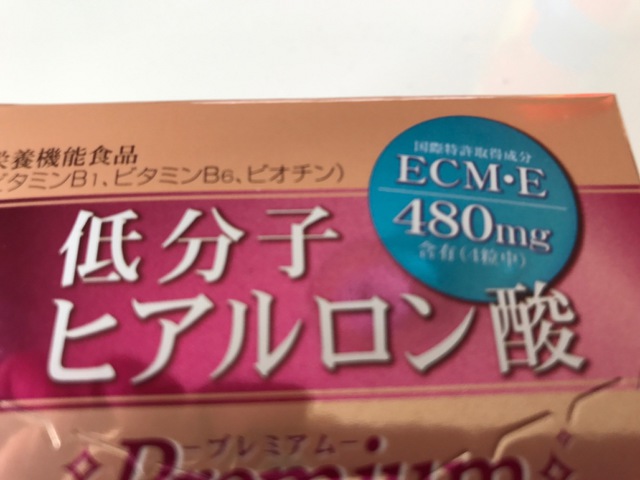 栄養機能食品
ビタミンB1、ビタミンB6、ビオチン）
国際特許取得成分
ECM・E
480mg
含有（4粒中）
低分子
ヒアルロン酸
ープレミアムー
Premium